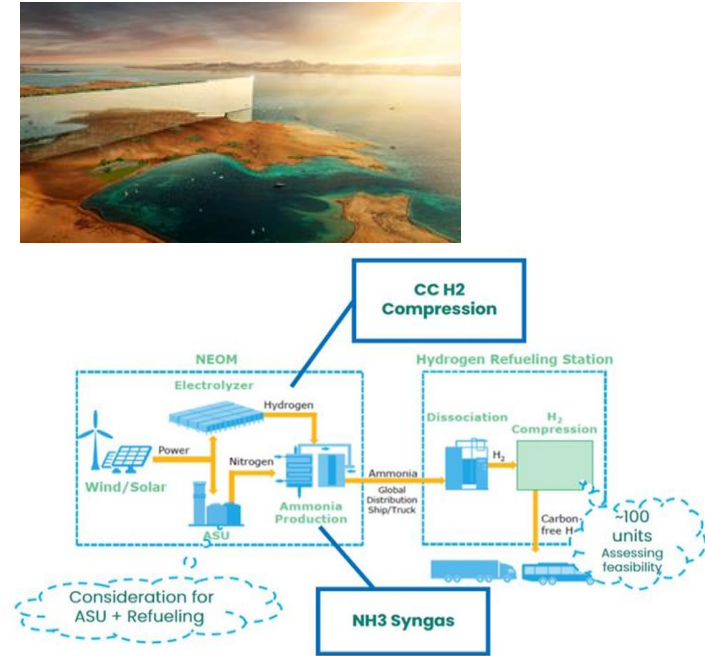 CC H2
Compression
NEOM
Hydrogen Refueling Station
Electrolyzer
Hydrogen
Dissociation
H₂
Compression
Power
H₂
Wind/Solar
Nitrogen
Ammonia
Global
Distribution
Ship/Truck
Ammonia
Production
ASU
Carbon-
free H
~100
units
Assessing
feasibility
Consideration for
ASU + Refueling
NH3 Syngas